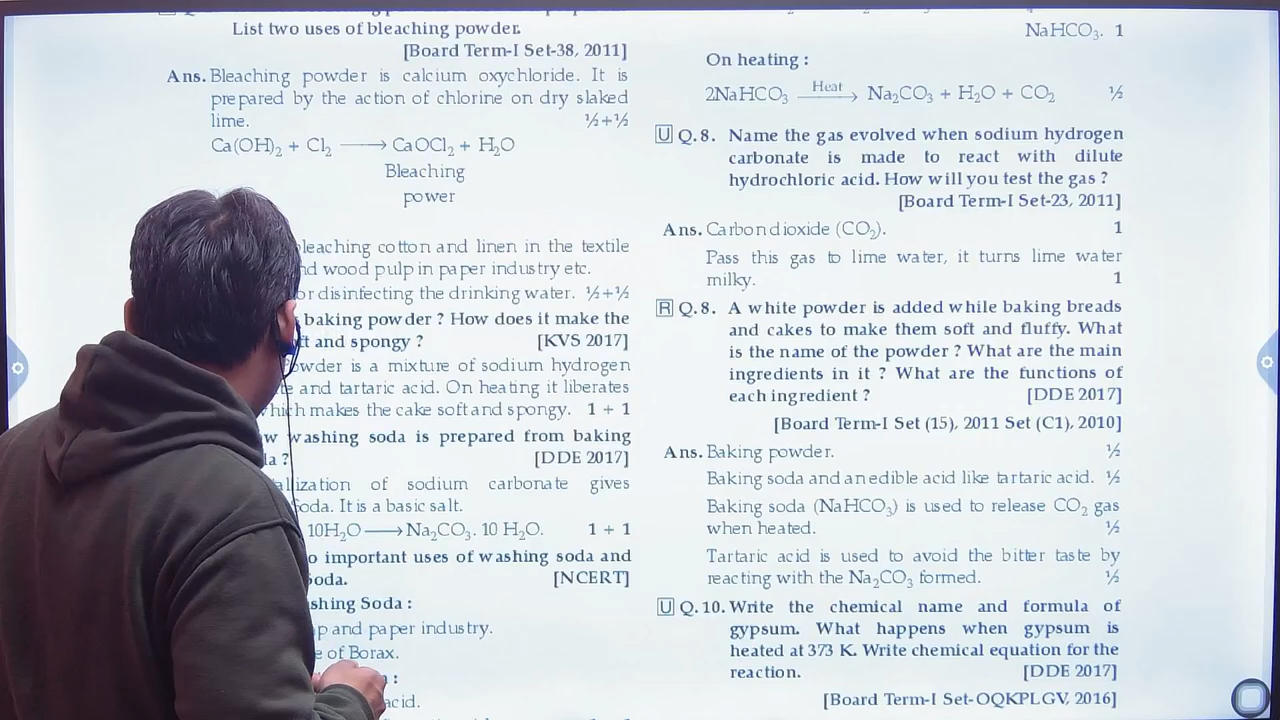 List two uses of bleaching powder.
[Board Term-I Set-38, 2011]
Ans. Bleaching powder is calcium oxychloride. It is
prepared by the action of chlorine on dry slaked
lime. ½+½
Ca(OH)₂ + Cl₂ ⟶ CaOCl₂ + H₂O
Bleaching
power
bleaching cotton and linen in the textile
wood pulp in paper industry etc.
disinfecting the drinking water. ½+½
baking powder ? How does it make the
and spongy ? [KVS 2017]
is a mixture of sodium hydrogen
and tartaric acid. On heating it liberates
which makes the cake soft and spongy. 1 + 1
washing soda is prepared from baking
[DDE 2017]
of sodium carbonate gives
It is a basic salt.
10H₂O ⟶ Na₂CO₃. 10 H₂O. 1 + 1
important uses of washing soda and
[NCERT]
Soda :
and paper industry.
of Borax.
:
acid.
NaHCO₃. 1
On heating :
2NaHCO₃ —Heat→ Na₂CO₃ + H₂O + CO₂ ½
U Q. 8. Name the gas evolved when sodium hydrogen
carbonate is made to react with dilute
hydrochloric acid. How will you test the gas ?
[Board Term-I Set-23, 2011]
Ans. Carbon dioxide (CO₂). 1
Pass this gas to lime water, it turns lime water
milky. 1
R Q. 8. A white powder is added while baking breads
and cakes to make them soft and fluffy. What
is the name of the powder ? What are the main
ingredients in it ? What are the functions of
each ingredient ? [DDE 2017]
[Board Term-I Set (15), 2011 Set (C1), 2010]
Ans. Baking powder. ½
Baking soda and an edible acid like tartaric acid. ½
Baking soda (NaHCO₃) is used to release CO₂ gas
when heated. ½
Tartaric acid is used to avoid the bitter taste by
reacting with the Na₂CO₃ formed. ½
U Q. 10. Write the chemical name and formula of
gypsum. What happens when gypsum is
heated at 373 K. Write chemical equation for the
reaction. [DDE 2017]
[Board Term-I Set-OQKPLGV, 2016]